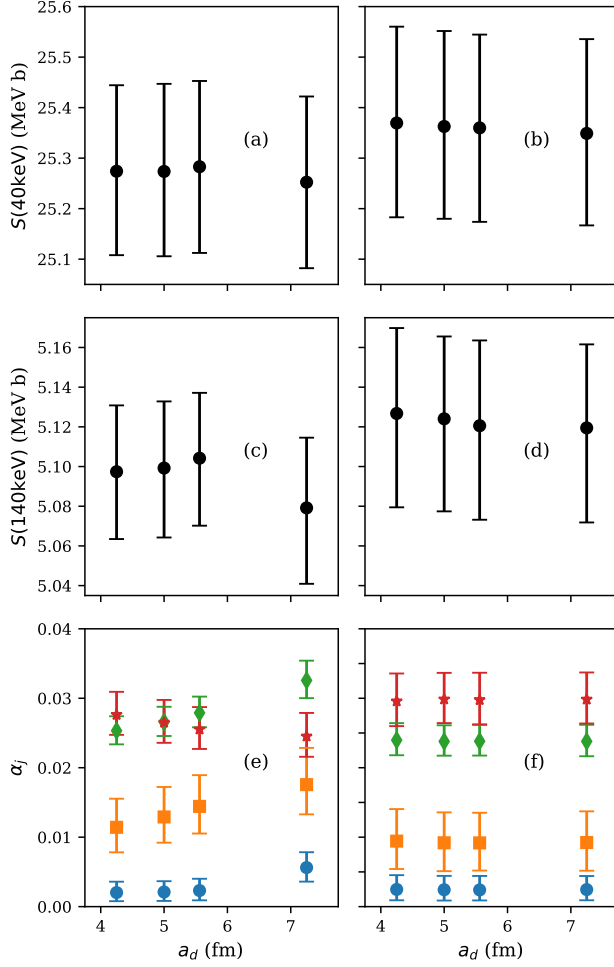 S(40keV) (MeV b)
25.6
25.5
25.4
25.3
25.2
25.1
(a)
(b)
S(140keV) (MeV b)
5.16
5.14
5.12
5.10
5.08
5.06
5.04
(c)
(d)
α_j
0.04
0.03
0.02
0.01
0.00
(e)
(f)
4 5 6 7 4 5 6 7
a_d (fm) a_d (fm)